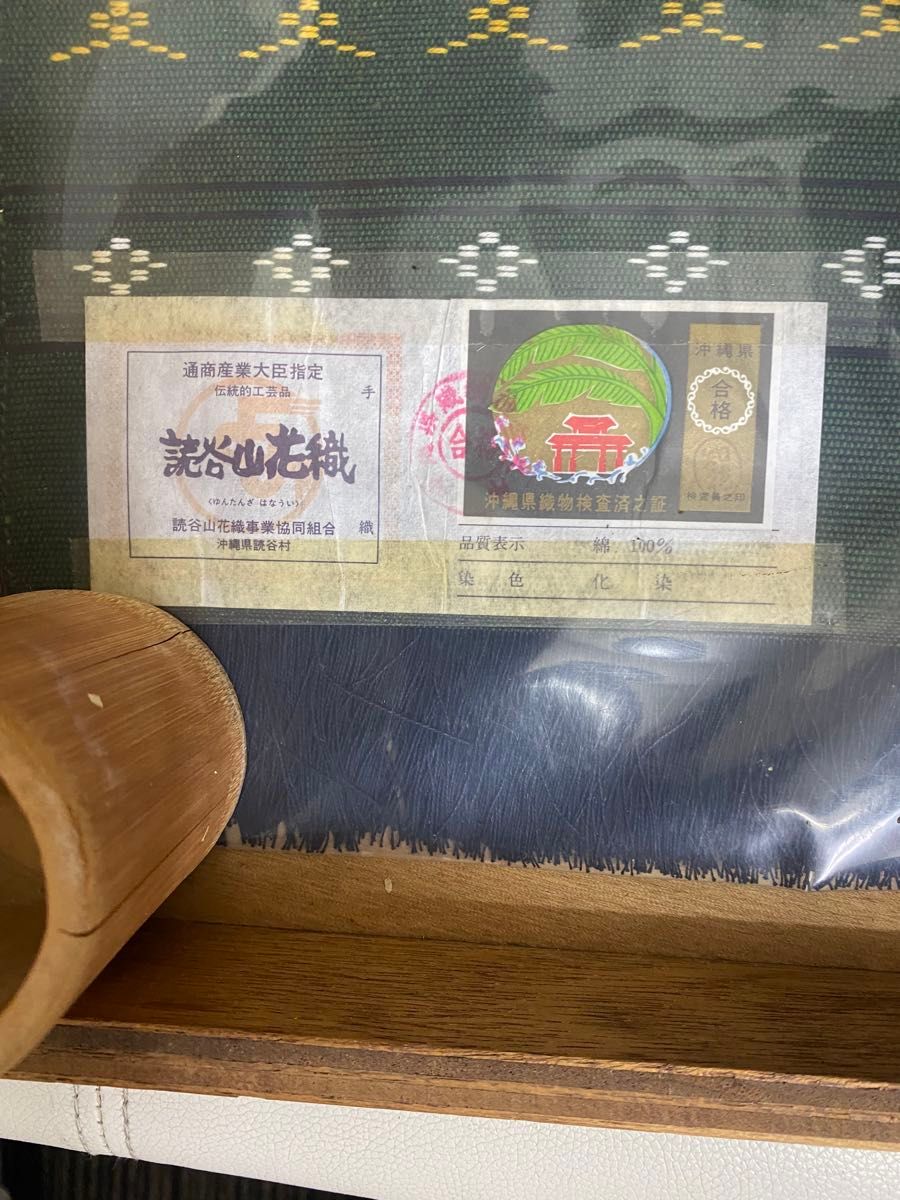 通商産業大臣指定
伝統的工芸品
手
読谷山花織
(ゆんたんざ はなうい)
読谷山花織事業協同組合
織
沖縄県読谷村
沖縄県
合格
検査員之印
沖縄県織物検査済之証
品質表示 綿 100%
染色 化染